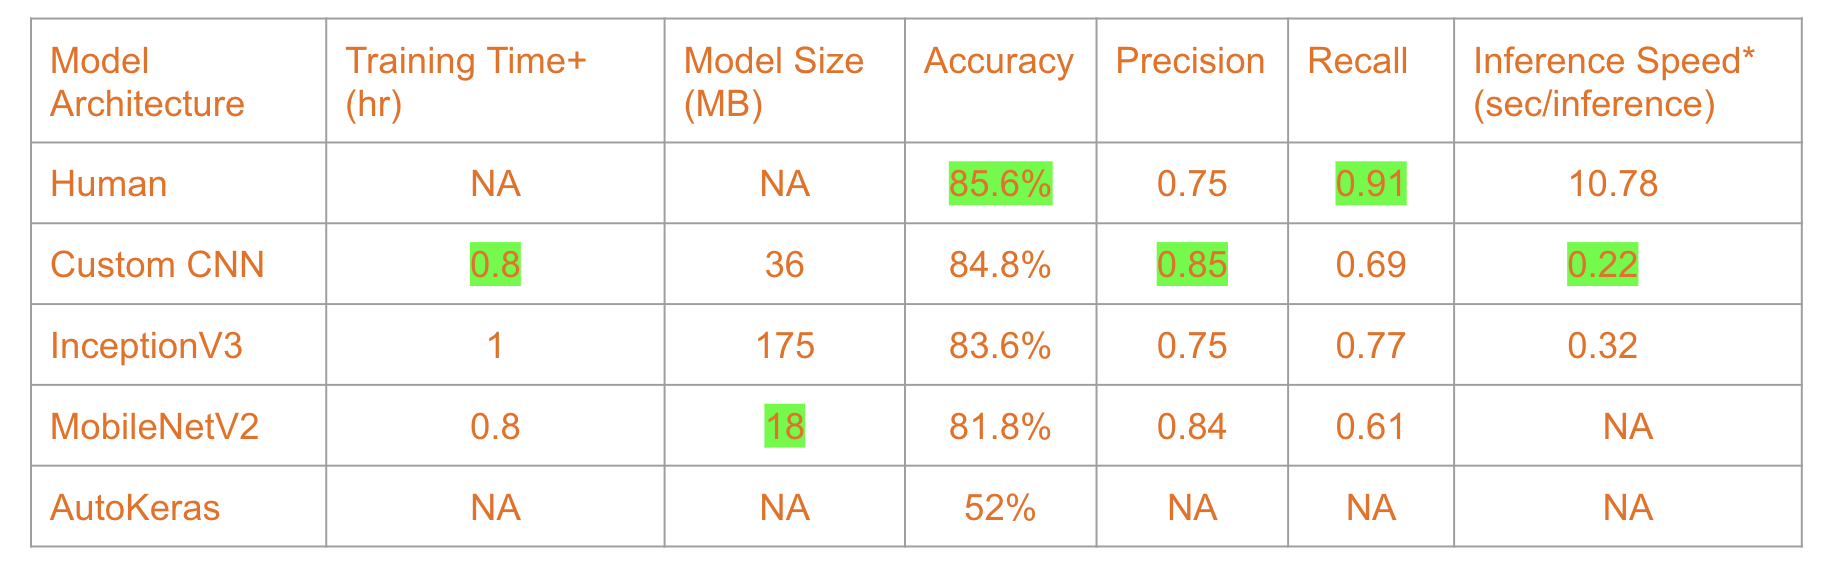 Model Architecture Training Time+ (hr) Model Size (MB) Accuracy Precision Recall Inference Speed* (sec/inference)
Human NA NA 85.6% 0.75 0.91 10.78
Custom CNN 0.8 36 84.8% 0.85 0.69 0.22
InceptionV3 1 175 83.6% 0.75 0.77 0.32
MobileNetV2 0.8 18 81.8% 0.84 0.61 NA
AutoKeras NA NA 52% NA NA NA